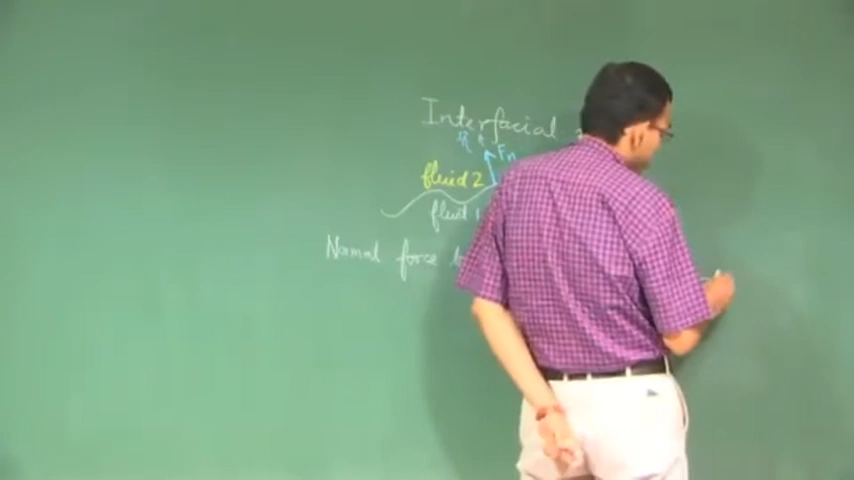 Interfacial
Fn
fluid 2
fluid 1
Normal force